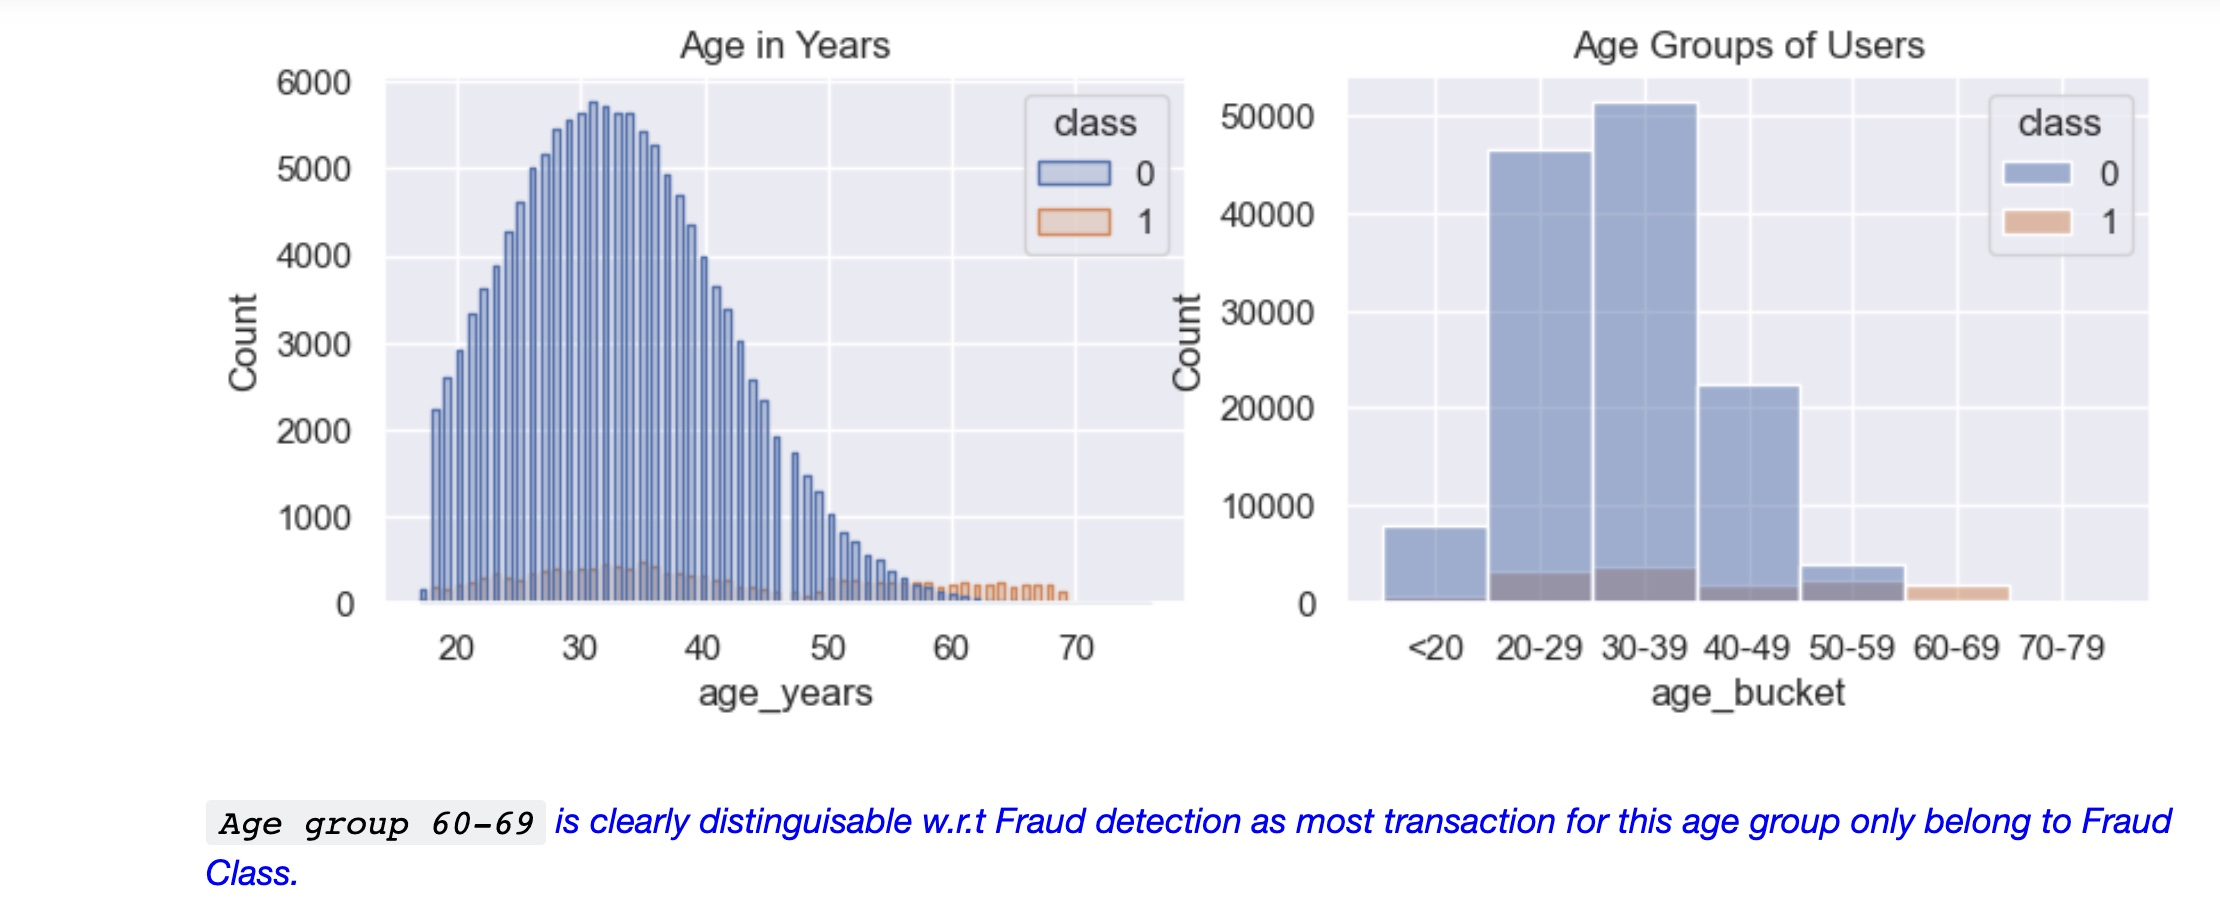 Age in Years
6000
5000
4000
3000
2000
1000
0
Count
20 30 40 50 60 70
age_years
class
0
1
Age Groups of Users
50000
40000
30000
20000
10000
0
Count
<20 20-29 30-39 40-49 50-59 60-69 70-79
age_bucket
class
0
1
Age group 60-69 is clearly distinguisable w.r.t Fraud detection as most transaction for this age group only belong to Fraud
Class.